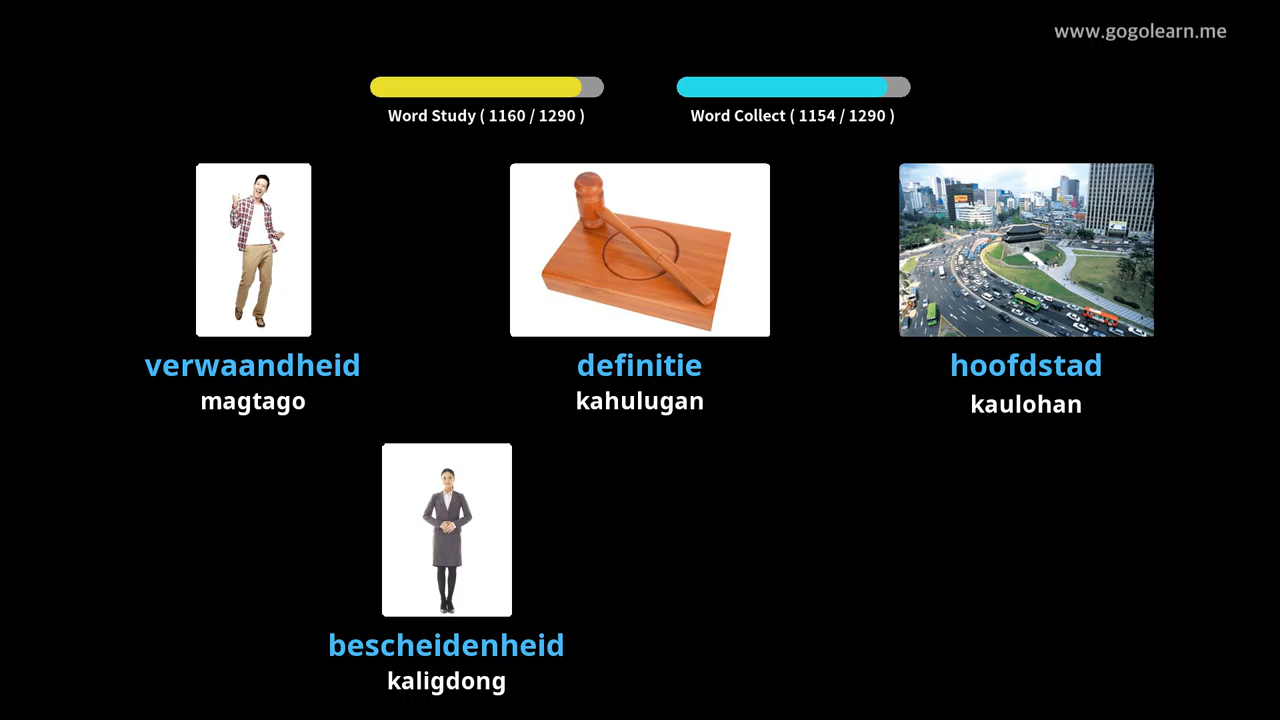 www.gogolearn.me
Word Study ( 1160 / 1290 )
Word Collect ( 1154 / 1290 )
verwaandheid
magtago
definitie
kahulugan
hoofdstad
kaulohan
bescheidenheid
kaligdong